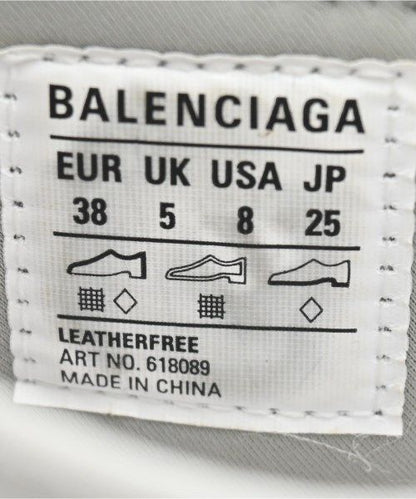 BALENCIAGA
EUR UK USA JP
38 5 8 25
LEATHERFREE
ART NO. 618089
MADE IN CHINA